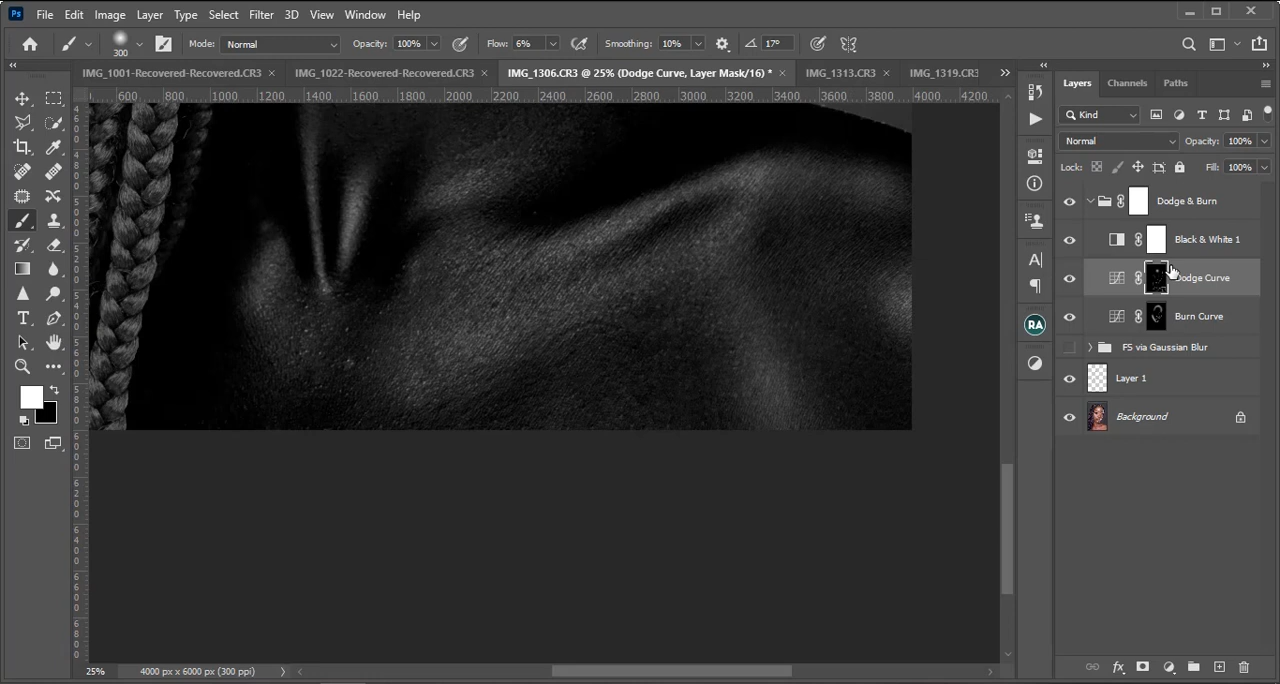 Ps File Edit Image Layer Type Select Filter 3D View Window Help
300 Mode: Normal Opacity: 100% Flow: 6% Smoothing: 10% 17°
IMG_1001-Recovered-Recovered.CR3 × IMG_1022-Recovered-Recovered.CR3 × IMG_1306.CR3 @ 25% (Dodge Curve, Layer Mask/16) * × IMG_1313.CR3 × IMG_1319.CR3
600 800 1000 1200 1400 1600 1800 2000 2200 2400 2600 2800 3000 3200 3400 3600 3800 4000 4200
Layers Channels Paths
Kind
Normal Opacity: 100%
Lock: Fill: 100%
Dodge & Burn
Black & White 1
Dodge Curve
Burn Curve
RA
FS via Gaussian Blur
Layer 1
Background
25% 4000 px x 6000 px (300 ppi)